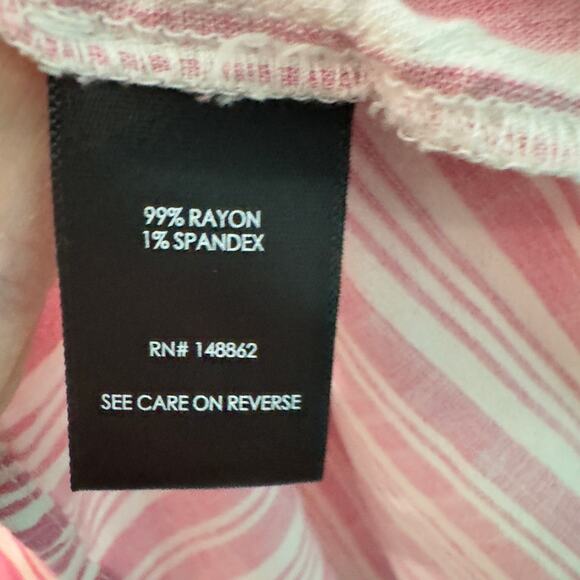 99% RAYON
1% SPANDEX
RN# 148862
SEE CARE ON REVERSE